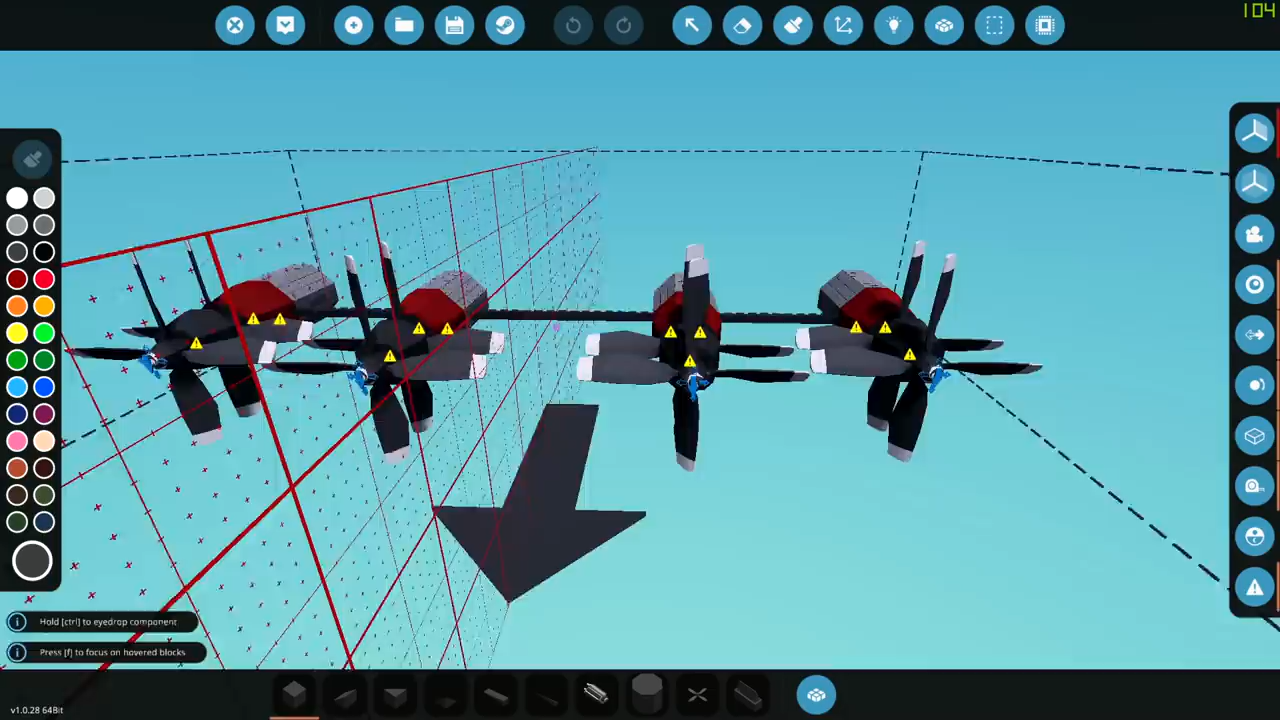 104
Hold [ctrl] to eyedrop component
Press [f] to focus on hovered blocks
v1.0.28 64Bit